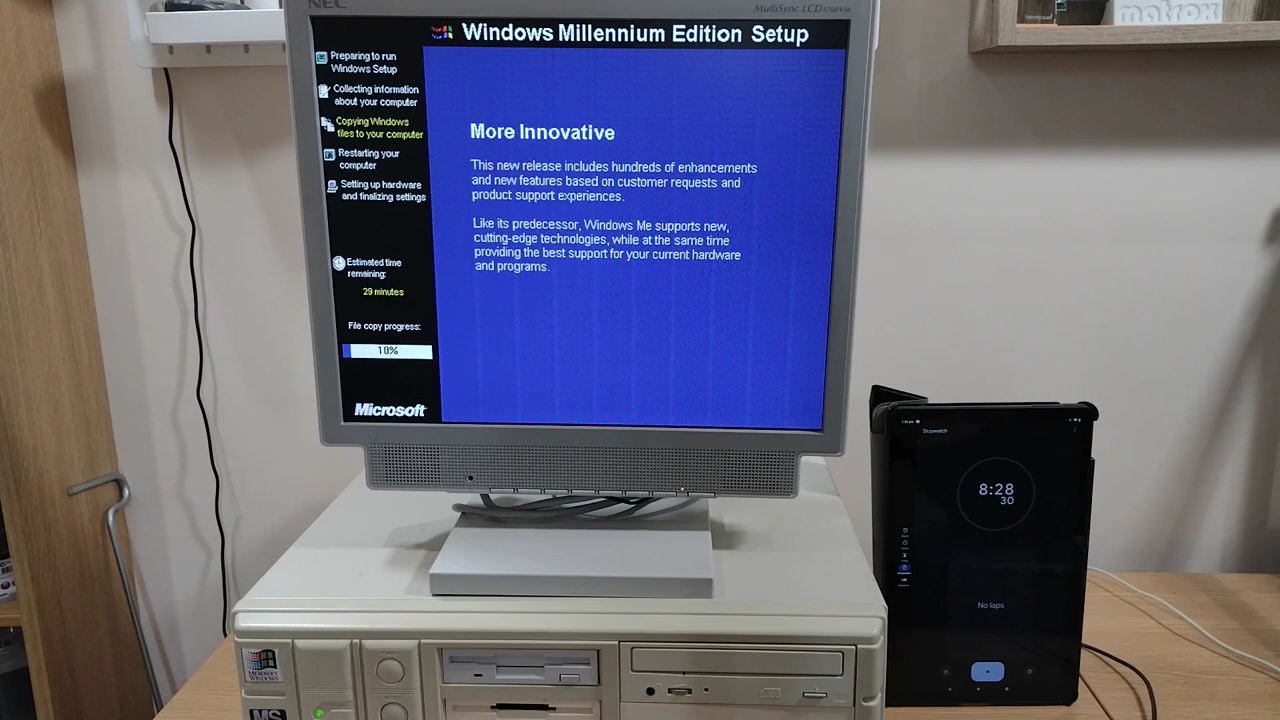 NEC
MultiSync LCD
matrox
Windows Millennium Edition Setup
Preparing to run
Windows Setup
Collecting information
about your computer
Copying Windows
files to your computer
Restarting your
computer
Setting up hardware
and finalizing settings
Estimated time
remaining:
29 minutes
File copy progress:
10%
Microsoft
More Innovative
This new release includes hundreds of enhancements
and new features based on customer requests and
product support experiences.
Like its predecessor, Windows Me supports new,
cutting-edge technologies, while at the same time
providing the best support for your current hardware
and programs.
Stopwatch
8:28
30
No laps
MICROSOFT
WINDOWS
MS